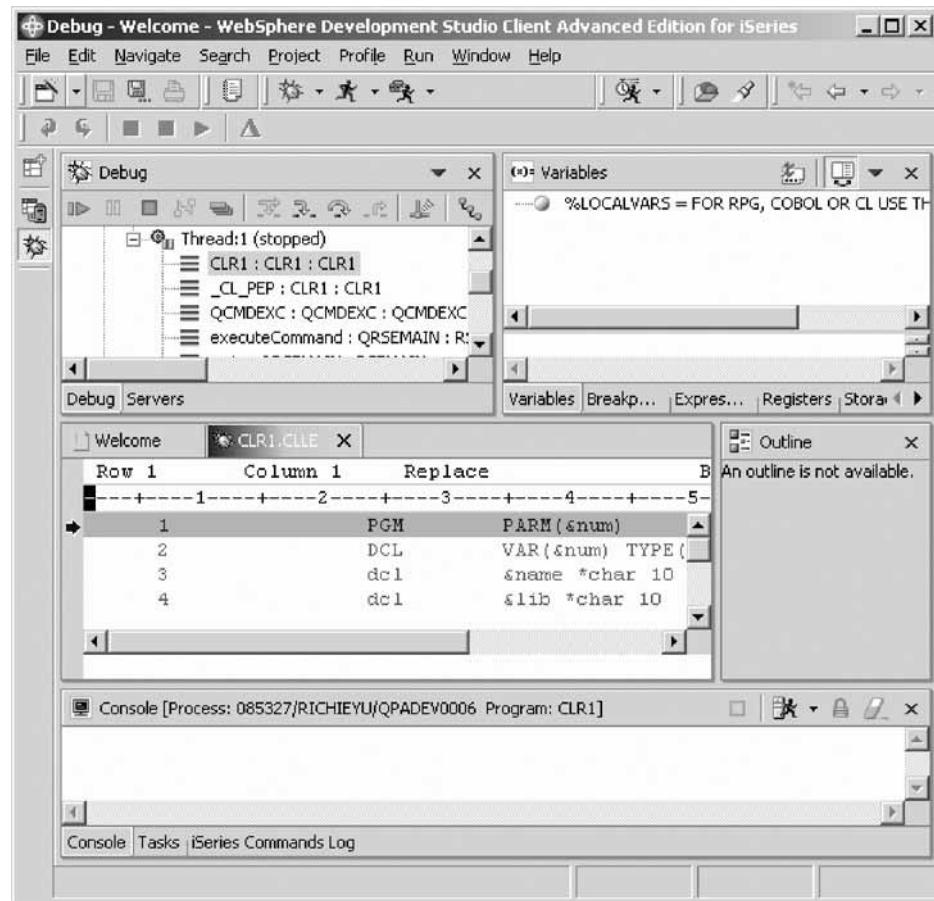 Debug - Welcome - WebSphere Development Studio Client Advanced Edition for iSeries
File Edit Navigate Search Project Profile Run Window Help
Debug
Thread:1 (stopped)
CLR1 : CLR1 : CLR1
_CL_PEP : CLR1 : CLR1
QCMDEXC : QCMDEXC : QCMDEXC
executeCommand : QRSEMAIN : R
Debug Servers
(x)= Variables
%LOCALVARS = FOR RPG, COBOL OR CL USE TH
Variables Breakp... Expres... Registers Stora
Welcome CLR1.CLLE
Row 1 Column 1 Replace B
----+----1----+----2----+----3----+----4----+----5-
1 PGM PARM(&num)
2 DCL VAR(&num) TYPE(
3 dcl &name *char 10
4 dcl &lib *char 10
Outline
An outline is not available.
Console [Process: 085327/RICHIEYU/QPADEV0006 Program: CLR1]
Console Tasks iSeries Commands Log